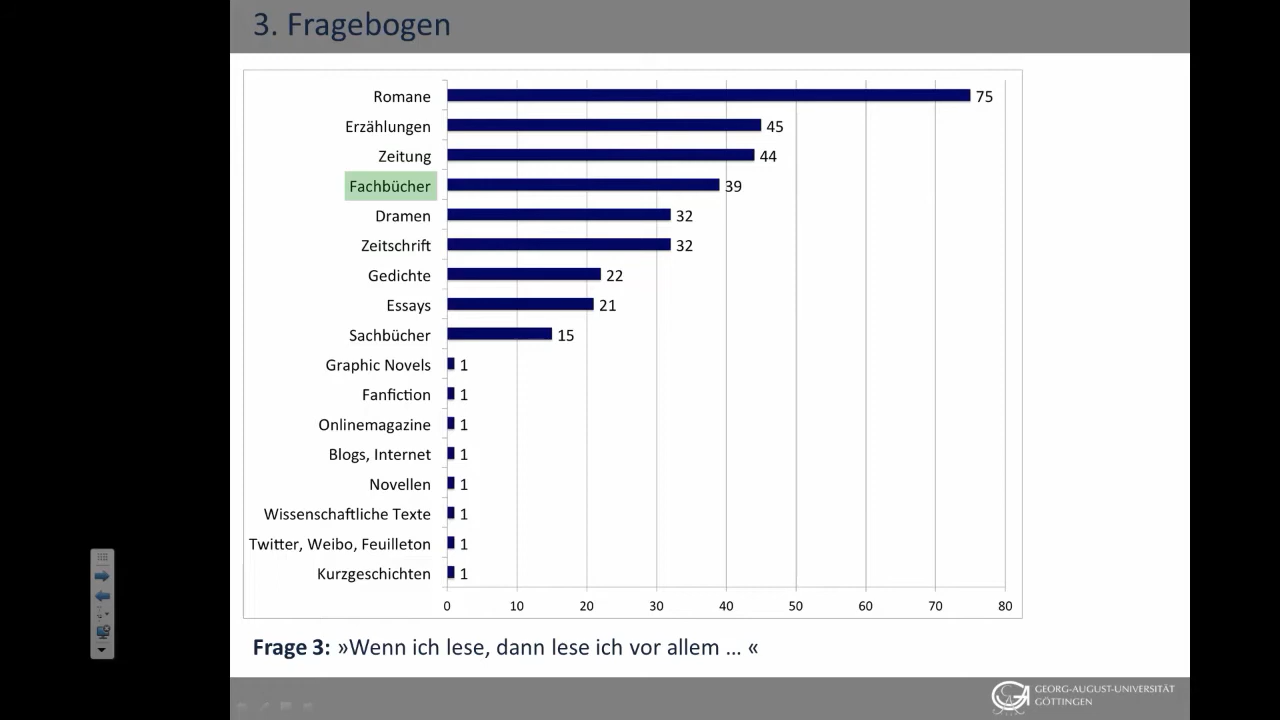 3. Fragebogen
Romane 75
Erzählungen 45
Zeitung 44
Fachbücher 39
Dramen 32
Zeitschrift 32
Gedichte 22
Essays 21
Sachbücher 15
Graphic Novels 1
Fanfiction 1
Onlinemagazine 1
Blogs, Internet 1
Novellen 1
Wissenschaftliche Texte 1
Twitter, Weibo, Feuilleton 1
Kurzgeschichten 1
0 10 20 30 40 50 60 70 80
Frage 3: »Wenn ich lese, dann lese ich vor allem ... «
GEORG-AUGUST-UNIVERSITÄT
GÖTTINGEN